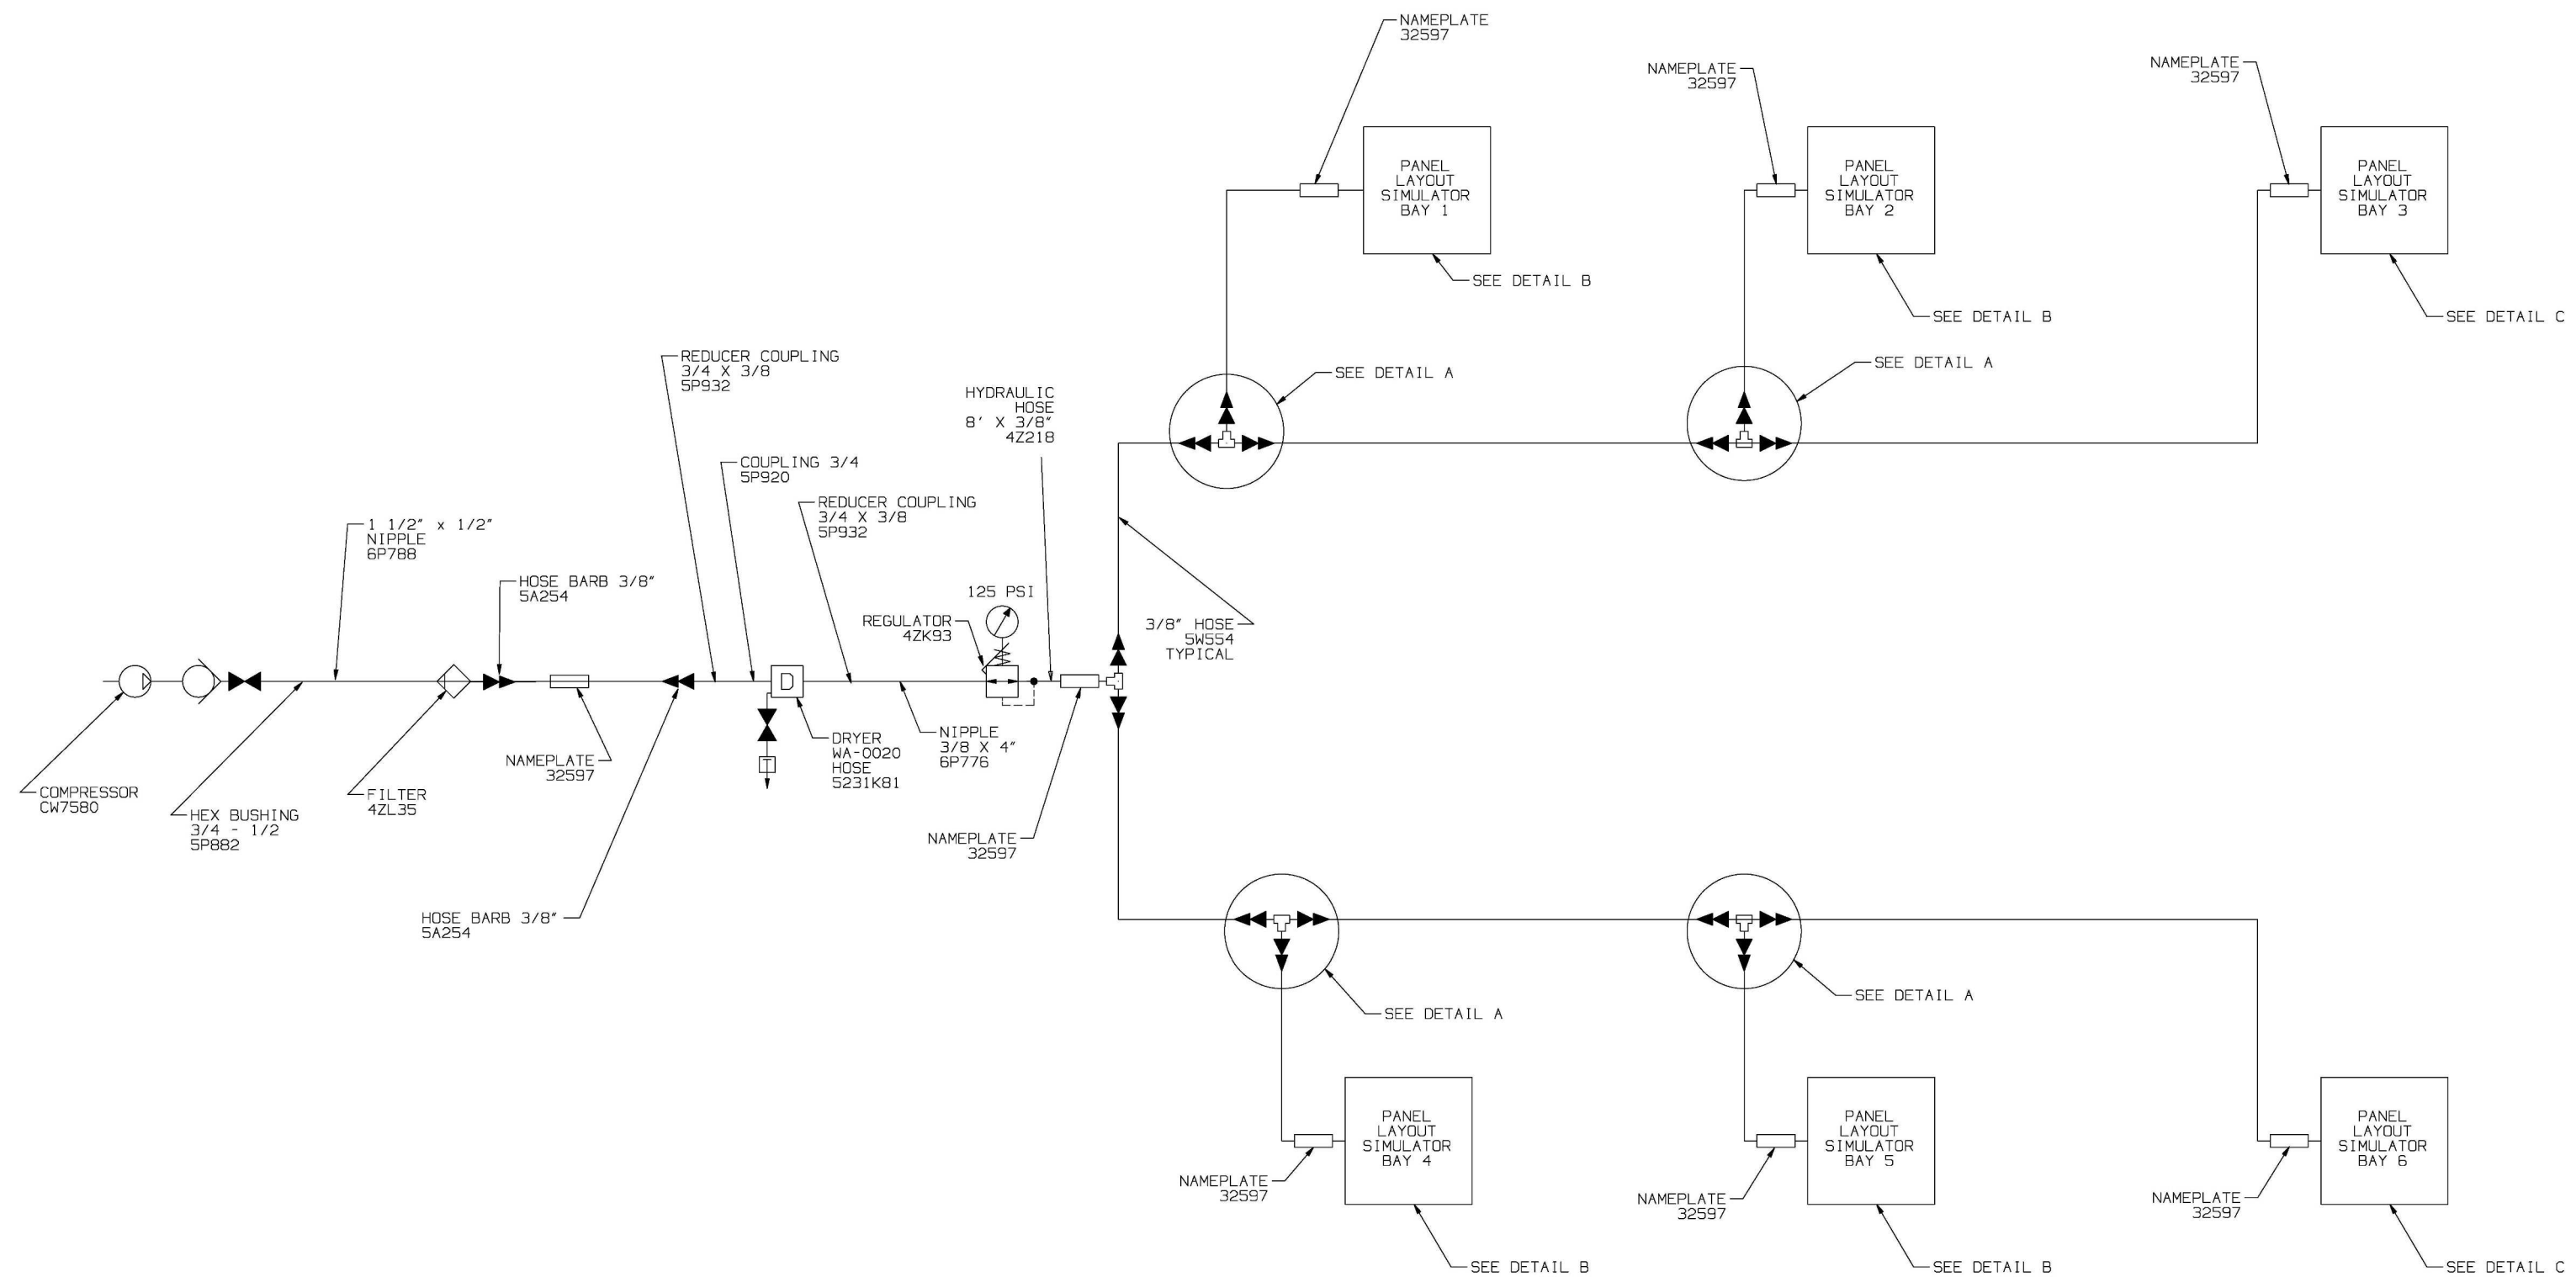 NAMEPLATE
32597
NAMEPLATE
32597
NAMEPLATE
32597
PANEL
LAYOUT
SIMULATOR
BAY 1
PANEL
LAYOUT
SIMULATOR
BAY 2
PANEL
LAYOUT
SIMULATOR
BAY 3
SEE DETAIL B
SEE DETAIL B
SEE DETAIL C
SEE DETAIL A
SEE DETAIL A
REDUCER COUPLING
3/4 X 3/8
5P932
HYDRAULIC
HOSE
8' X 3/8"
4Z218
COUPLING 3/4
5P920
REDUCER COUPLING
3/4 X 3/8
5P932
1 1/2" x 1/2"
NIPPLE
6P788
HOSE BARB 3/8"
5A254
125 PSI
REGULATOR
4ZK93
3/8" HOSE
5W554
TYPICAL
D
T
COMPRESSOR
CW7580
HEX BUSHING
3/4 - 1/2
5P882
FILTER
4ZL35
NAMEPLATE
32597
DRYER
WA-0020
HOSE
5231K81
NIPPLE
3/8 X 4"
6P776
NAMEPLATE
32597
HOSE BARB 3/8"
5A254
SEE DETAIL A
SEE DETAIL A
PANEL
LAYOUT
SIMULATOR
BAY 4
PANEL
LAYOUT
SIMULATOR
BAY 5
PANEL
LAYOUT
SIMULATOR
BAY 6
NAMEPLATE
32597
NAMEPLATE
32597
NAMEPLATE
32597
SEE DETAIL B
SEE DETAIL B
SEE DETAIL C